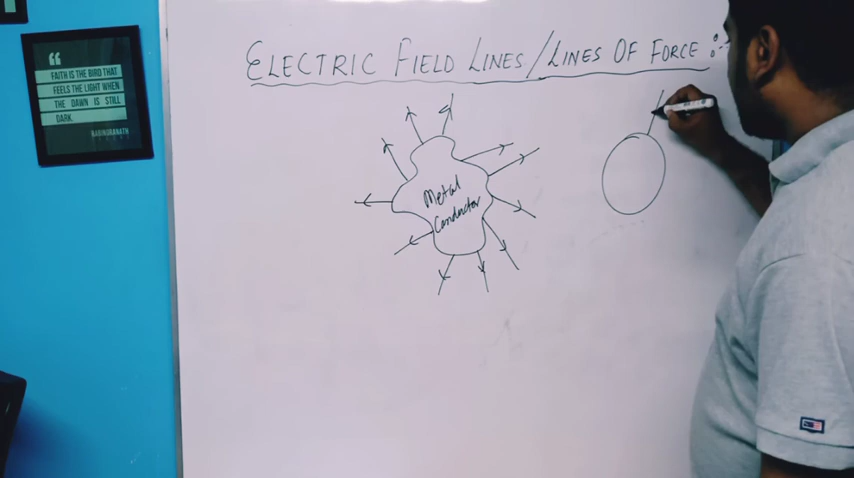 “
FAITH IS THE BIRD THAT
FEELS THE LIGHT WHEN
THE DAWN IS STILL
DARK.
RABINDRANATH
ELECTRIC FIELD LINES / LINES OF FORCE :
Metal
Conductor